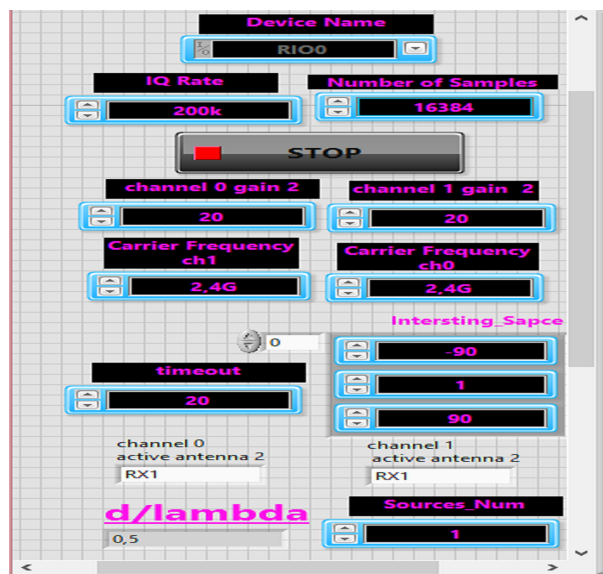 Device Name
I/O RIO0
IQ Rate Number of Samples
200k 16384
STOP
channel 0 gain 2 channel 1 gain 2
20 20
Carrier Frequency ch1 Carrier Frequency ch0
2,4G 2,4G
Intersting_Sapce
0 -90
timeout 1
20 90
channel 0
active antenna 2
RX1
channel 1
active antenna 2
RX1
d/lambda Sources_Num
0,5 1